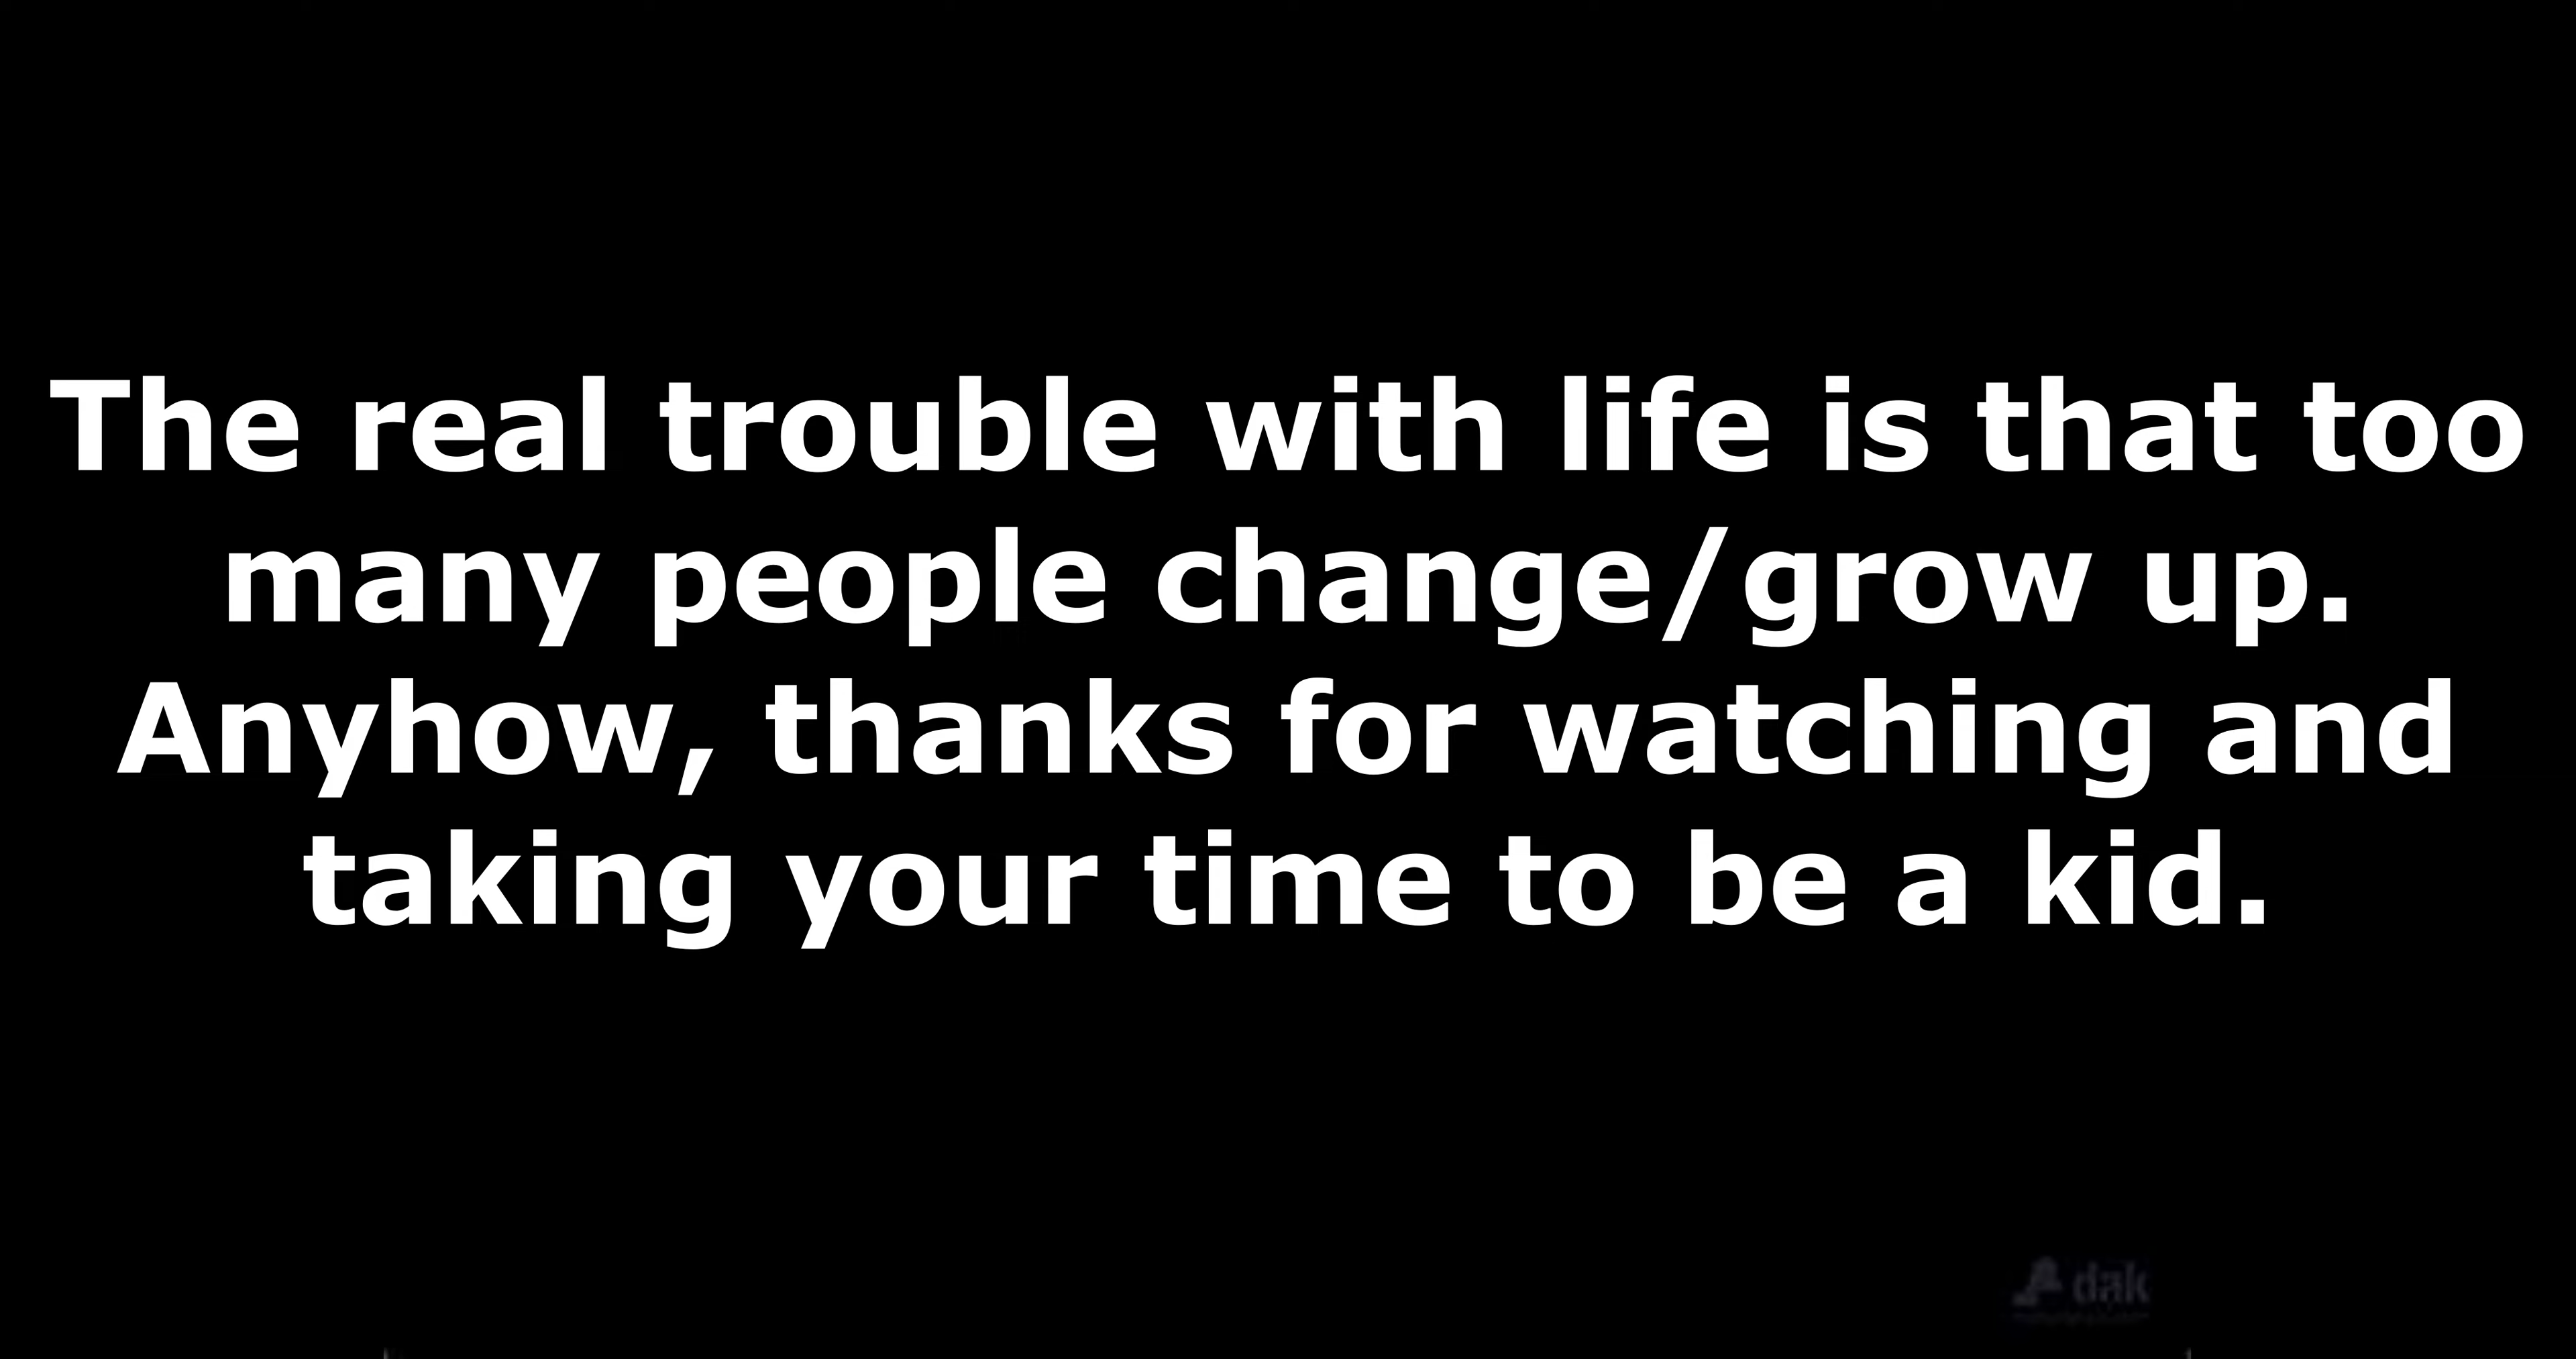 The real trouble with life is that too
many people change/grow up.
Anyhow, thanks for watching and
taking your time to be a kid.